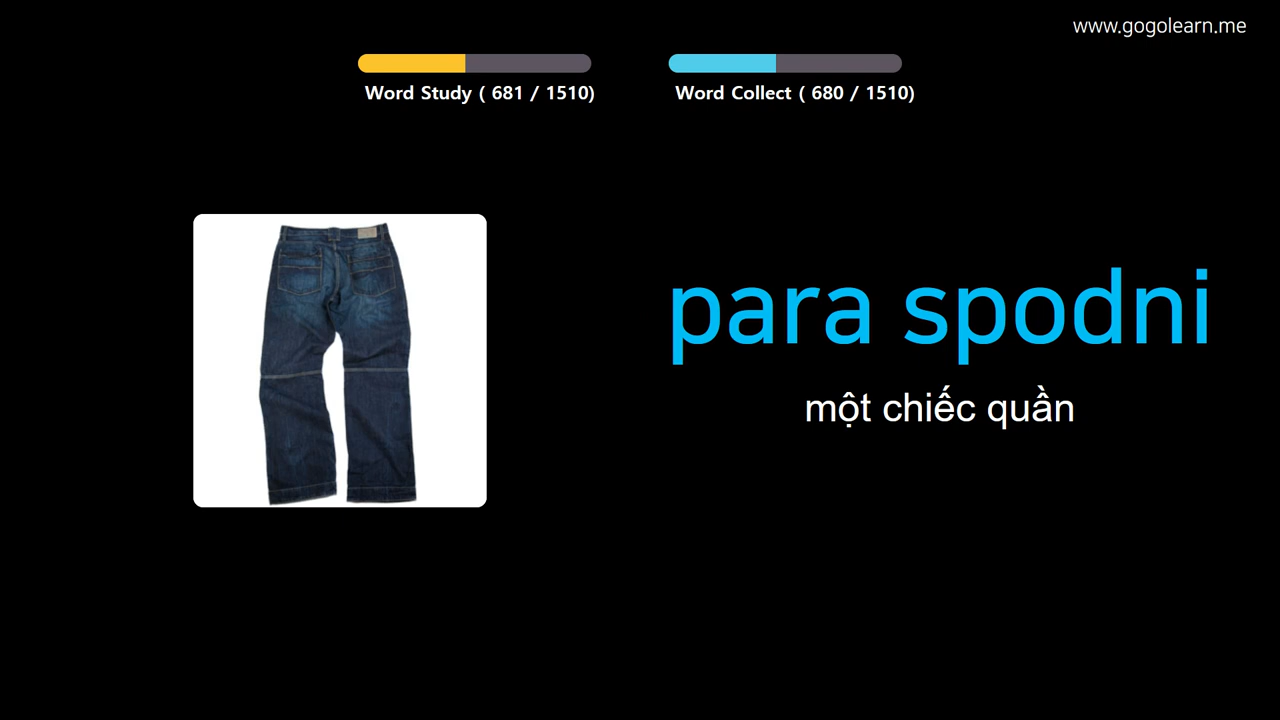 www.gogolearn.me
Word Study ( 681 / 1510)
Word Collect ( 680 / 1510)
para spodni
một chiếc quần